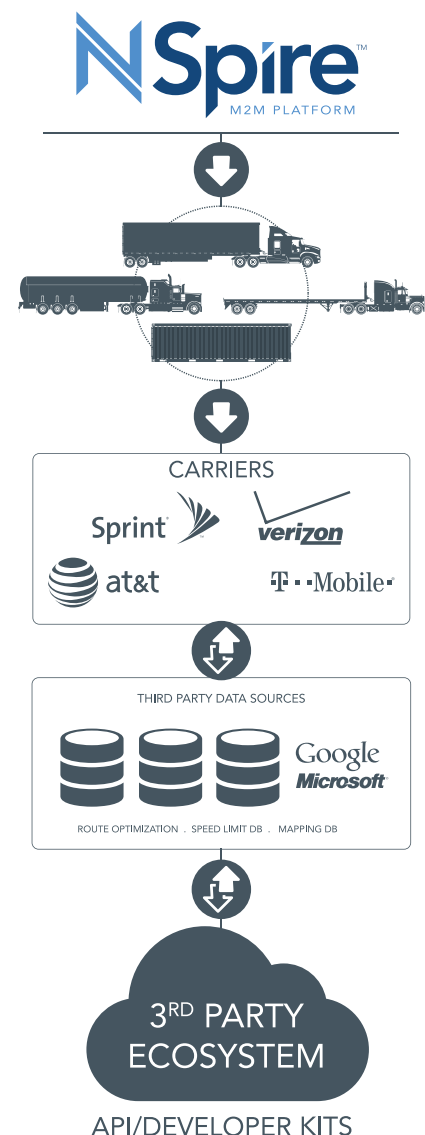 NSpire™
M2M PLATFORM
CARRIERS
Sprint
verizon
at&t
T··Mobile·
THIRD PARTY DATA SOURCES
Google
Microsoft
ROUTE OPTIMIZATION . SPEED LIMIT DB . MAPPING DB
3RD PARTY
ECOSYSTEM
API/DEVELOPER KITS